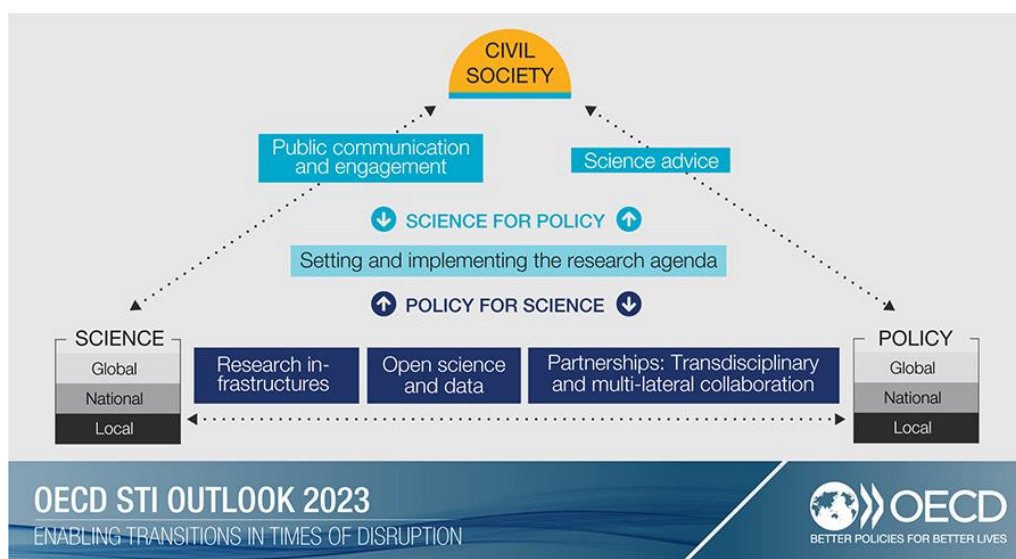 CIVIL
SOCIETY
Public communication
and engagement
Science advice
SCIENCE FOR POLICY
Setting and implementing the research agenda
POLICY FOR SCIENCE
SCIENCE
Global
National
Local
Research in-
frastructures
Open science
and data
Partnerships: Transdisciplinary
and multi-lateral collaboration
POLICY
Global
National
Local
OECD STI OUTLOOK 2023
ENABLING TRANSITIONS IN TIMES OF DISRUPTION
OECD
BETTER POLICIES FOR BETTER LIVES